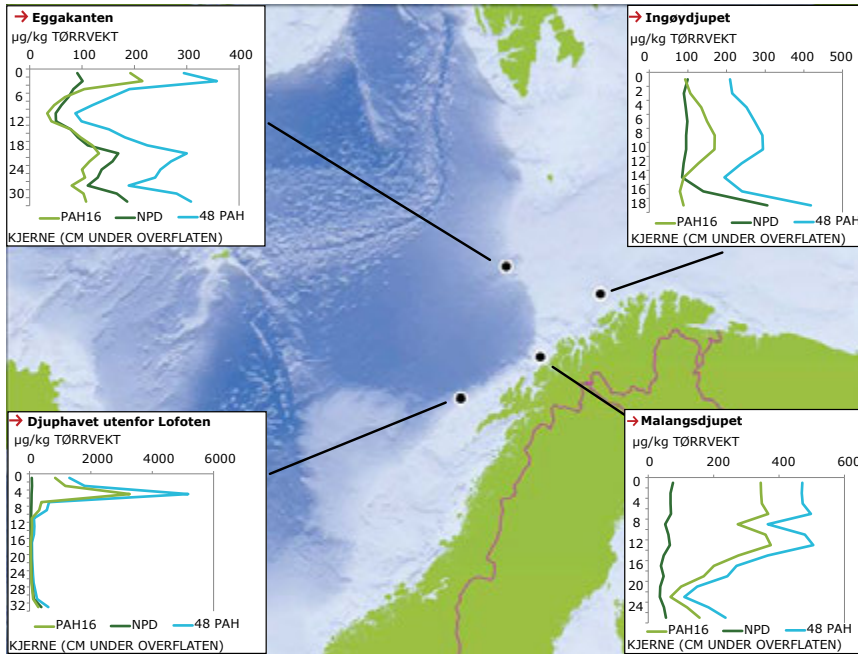 → Eggakanten
µg/kg TØRRVEKT
0 100 200 300 400
0
4
8
12
16
20
24
30
PAH16 NPD 48 PAH
KJERNE (CM UNDER OVERFLATEN)
→ Ingøydjupet
µg/kg TØRRVEKT
0 100 200 300 400 500
0
2
4
6
8
10
12
14
16
18
PAH16 NPD 48 PAH
KJERNE (CM UNDER OVERFLATEN)
→ Djuphavet utenfor Lofoten
µg/kg TØRRVEKT
0 2000 4000 6000
0
4
8
12
16
20
24
28
32
PAH16 NPD 48 PAH
KJERNE (CM UNDER OVERFLATEN)
→ Malangsdjupet
µg/kg TØRRVEKT
0 200 400 600
0
4
8
12
16
20
24
PAH16 NPD 48 PAH
KJERNE (CM UNDER OVERFLATEN)